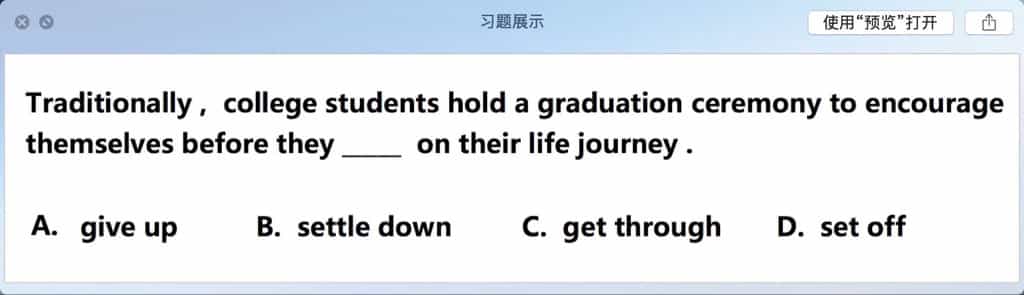 习题展示
使用“预览”打开
Traditionally, college students hold a graduation ceremony to encourage
themselves before they _____ on their life journey .
A. give up B. settle down C. get through D. set off